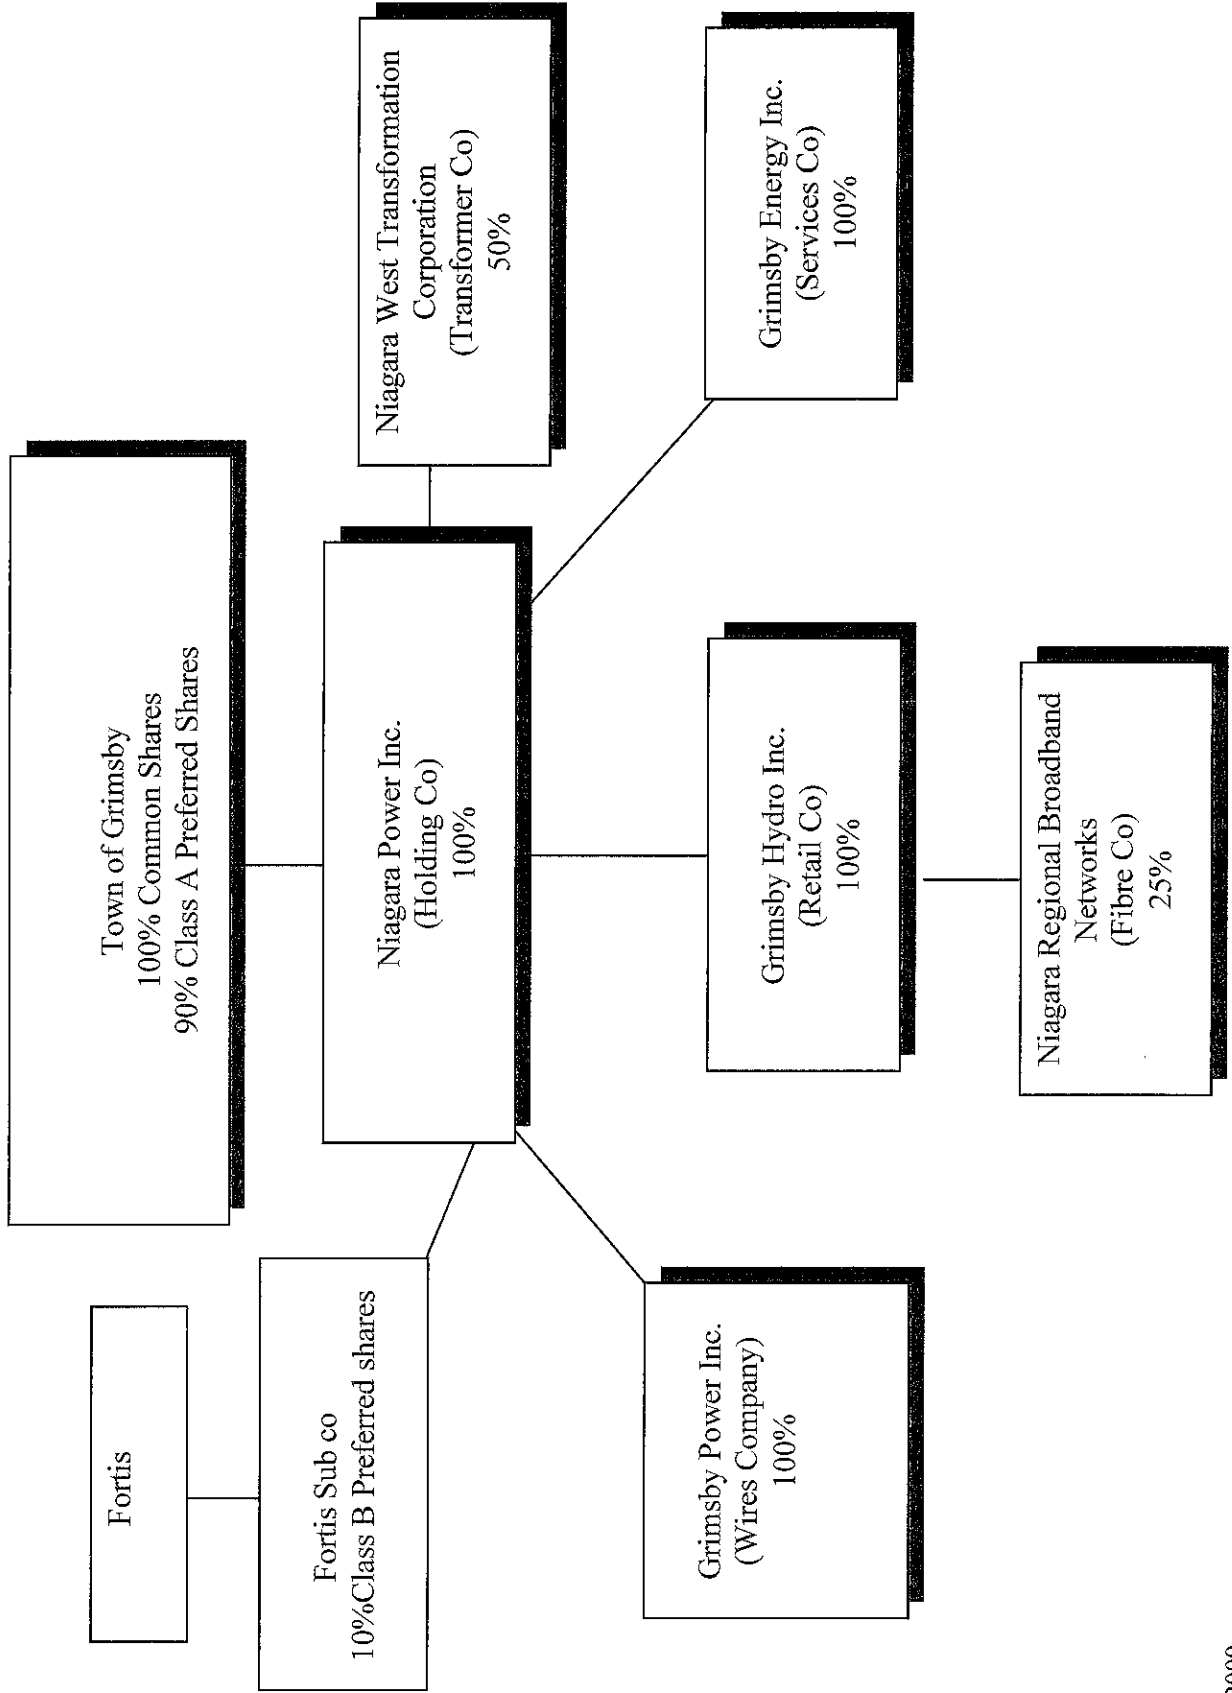 Town of Grimsby
100% Common Shares
90% Class A Preferred Shares
Fortis
Fortis Sub co
10%Class B Preferred shares
Niagara Power Inc.
(Holding Co)
100%
Niagara West Transformation
Corporation
(Transformer Co)
50%
Grimsby Power Inc.
(Wires Company)
100%
Grimsby Hydro Inc.
(Retail Co)
100%
Grimsby Energy Inc.
(Services Co)
100%
Niagara Regional Broadband
Networks
(Fibre Co)
25%